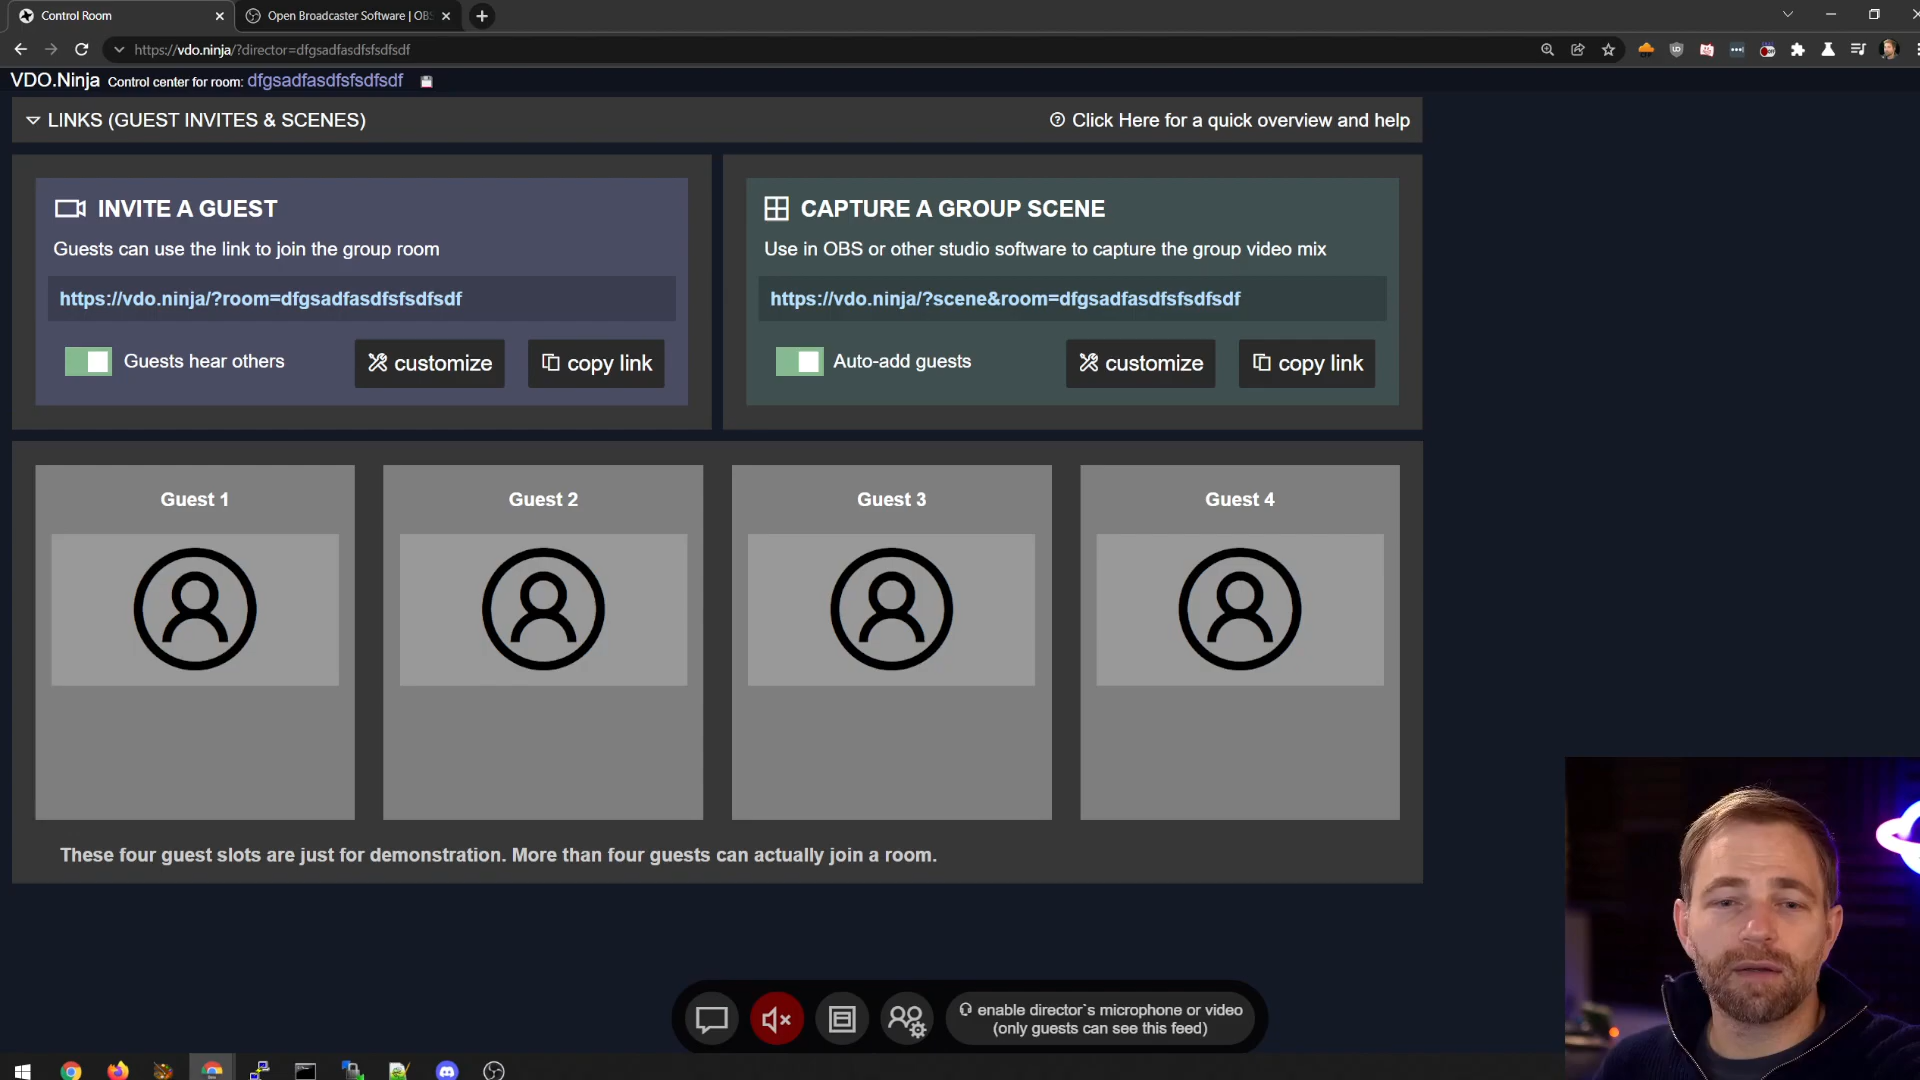 Control Room
Open Broadcaster Software | OBS
https://vdo.ninja/?director=dfgsadfasdfsfsdfsdf
VDO.Ninja Control center for room: dfgsadfasdfsfsdfsdf
LINKS (GUEST INVITES & SCENES)
Click Here for a quick overview and help
INVITE A GUEST
Guests can use the link to join the group room
https://vdo.ninja/?room=dfgsadfasdfsfsdfsdf
Guests hear others
customize
copy link
CAPTURE A GROUP SCENE
Use in OBS or other studio software to capture the group video mix
https://vdo.ninja/?scene&room=dfgsadfasdfsfsdfsdf
Auto-add guests
customize
copy link
Guest 1
Guest 2
Guest 3
Guest 4
These four guest slots are just for demonstration. More than four guests can actually join a room.
enable director`s microphone or video
(only guests can see this feed)